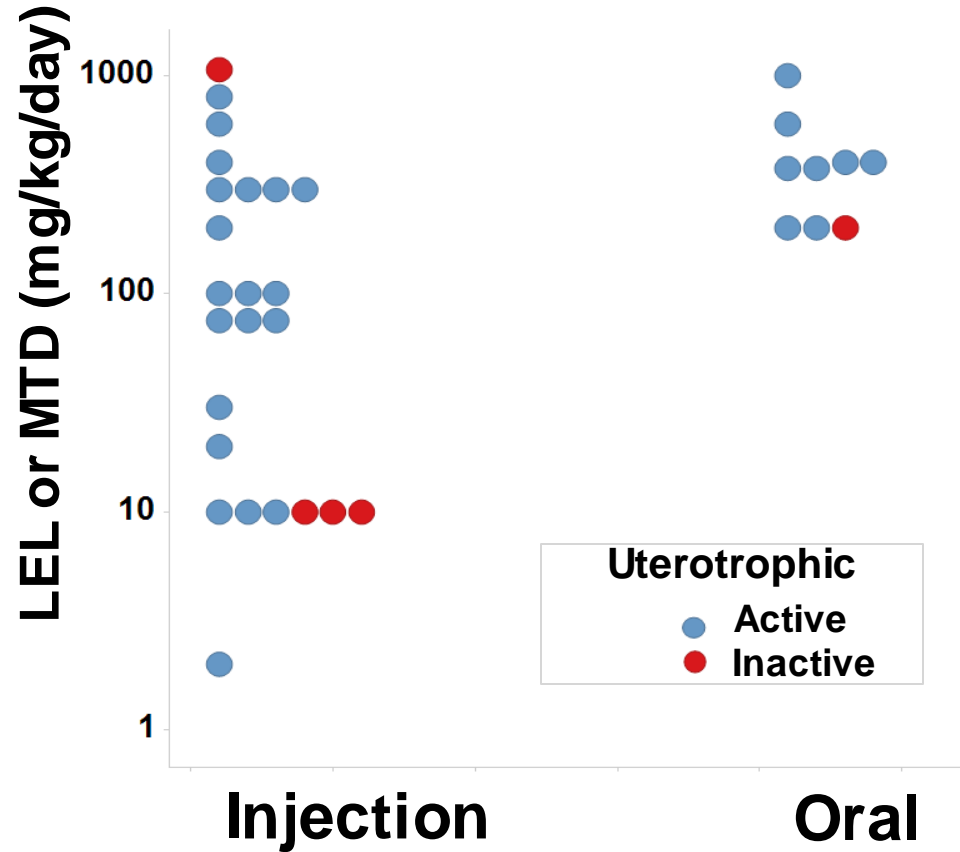 LEL or MTD (mg/kg/day)
1000
100
10
1
Uterotrophic
Active
Inactive
Injection
Oral